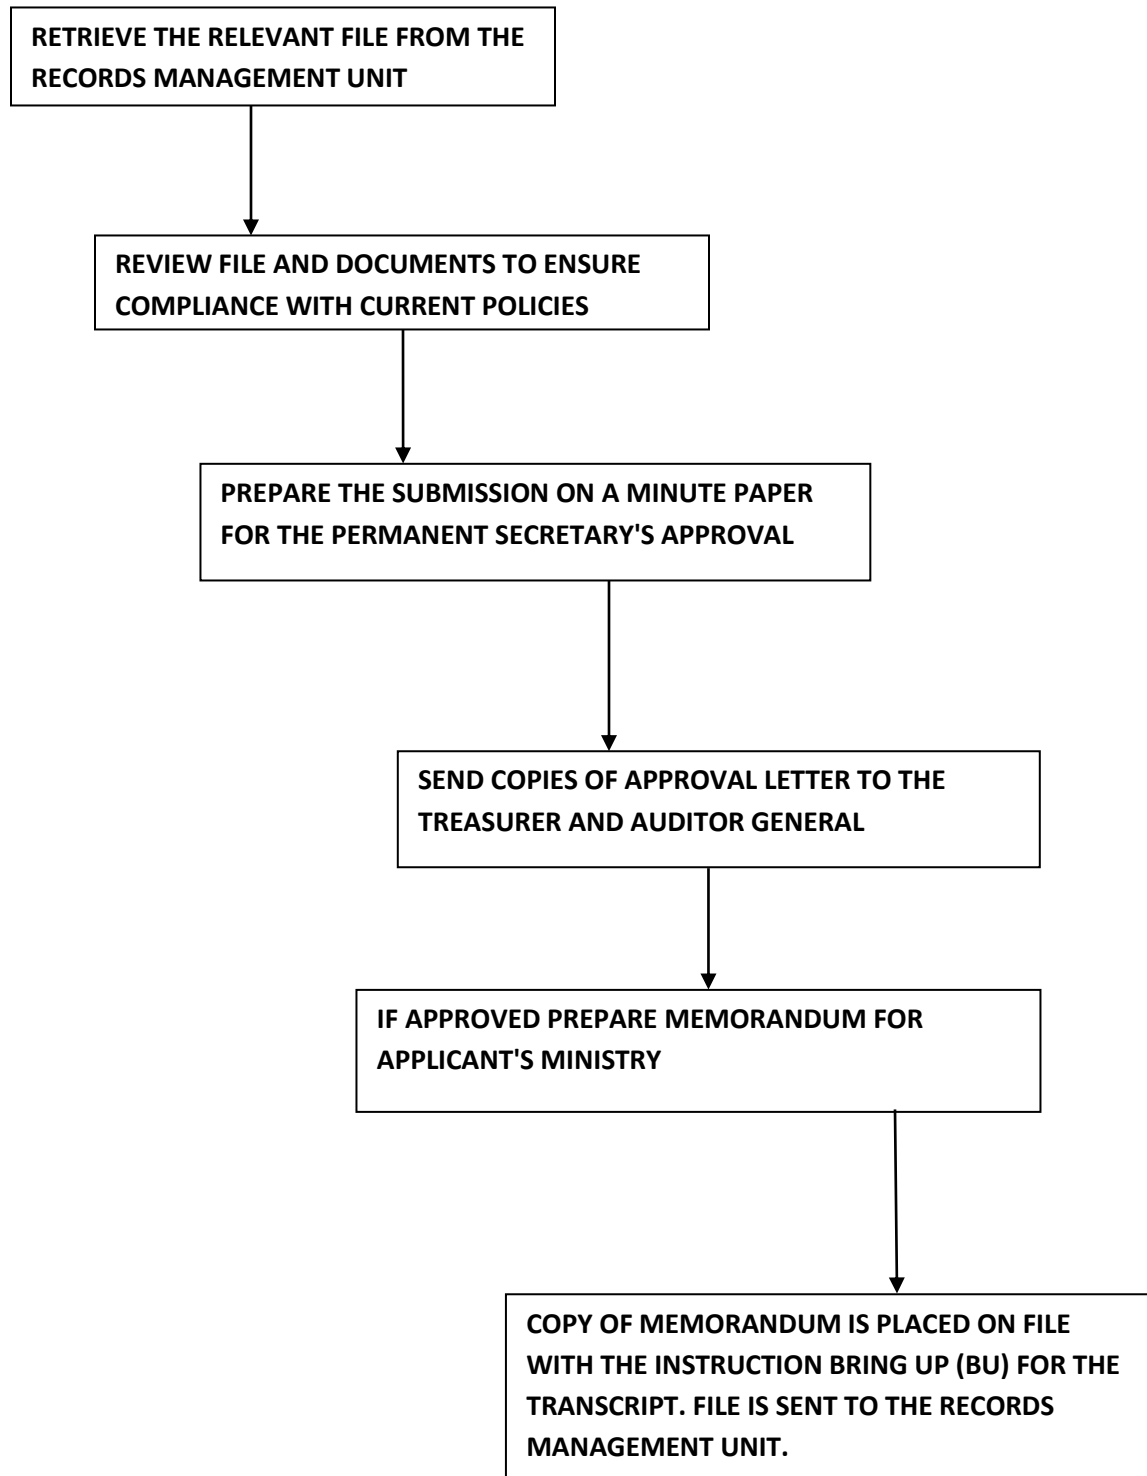 RETRIEVE THE RELEVANT FILE FROM THE
RECORDS MANAGEMENT UNIT
REVIEW FILE AND DOCUMENTS TO ENSURE
COMPLIANCE WITH CURRENT POLICIES
PREPARE THE SUBMISSION ON A MINUTE PAPER
FOR THE PERMANENT SECRETARY'S APPROVAL
SEND COPIES OF APPROVAL LETTER TO THE
TREASURER AND AUDITOR GENERAL
IF APPROVED PREPARE MEMORANDUM FOR
APPLICANT'S MINISTRY
COPY OF MEMORANDUM IS PLACED ON FILE
WITH THE INSTRUCTION BRING UP (BU) FOR THE
TRANSCRIPT. FILE IS SENT TO THE RECORDS
MANAGEMENT UNIT.